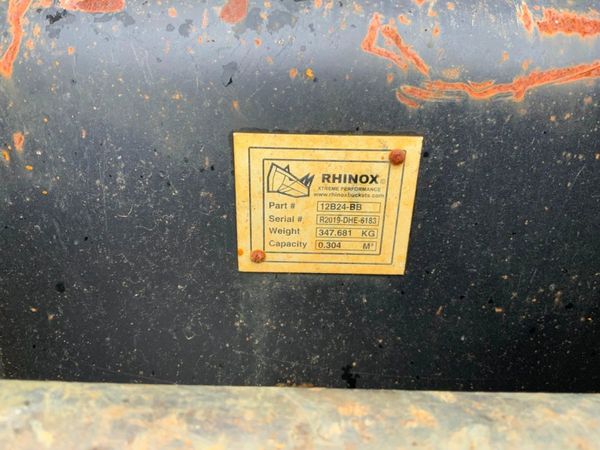 RHINOX©
XTREME PERFORMANCE
www.rhinoxbuckets.com
Part # 12B24-BB
Serial # R2019-DHE-6183
Weight 347.681 KG
Capacity 0.304 M³